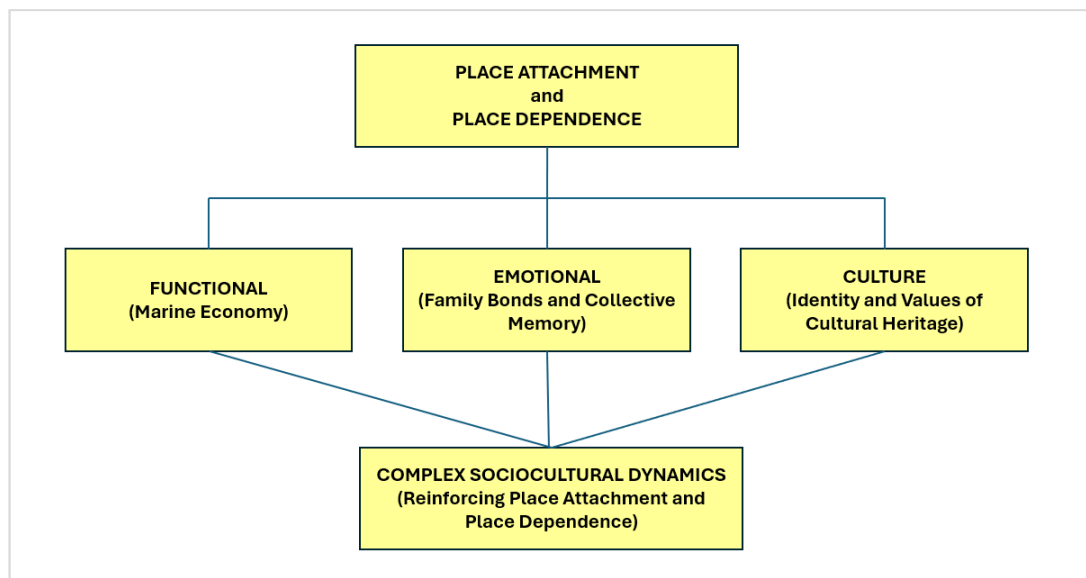 PLACE ATTACHMENT
and
PLACE DEPENDENCE
FUNCTIONAL
(Marine Economy)
EMOTIONAL
(Family Bonds and Collective
Memory)
CULTURE
(Identity and Values of
Cultural Heritage)
COMPLEX SOCIOCULTURAL DYNAMICS
(Reinforcing Place Attachment and
Place Dependence)